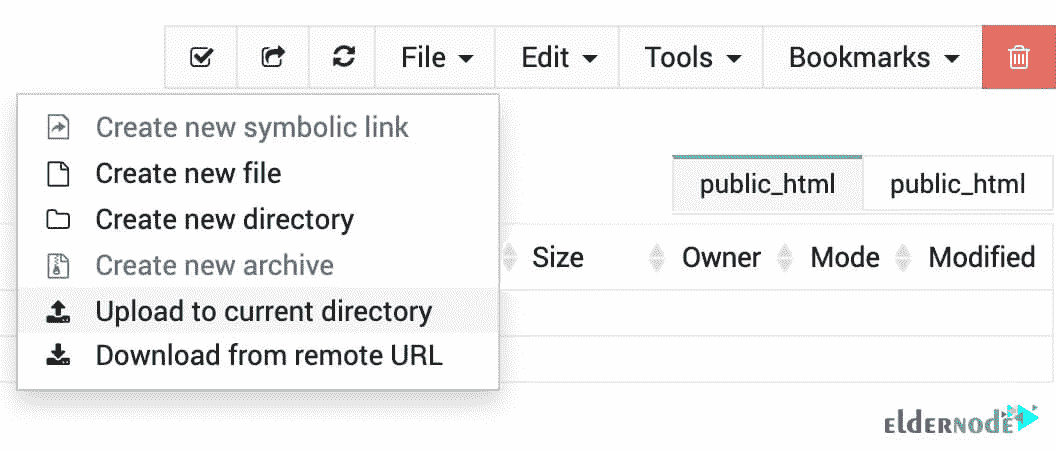 File Edit Tools Bookmarks
Create new symbolic link
Create new file
Create new directory
Create new archive
Upload to current directory
Download from remote URL
public_html public_html
Size Owner Mode Modified
eldernode